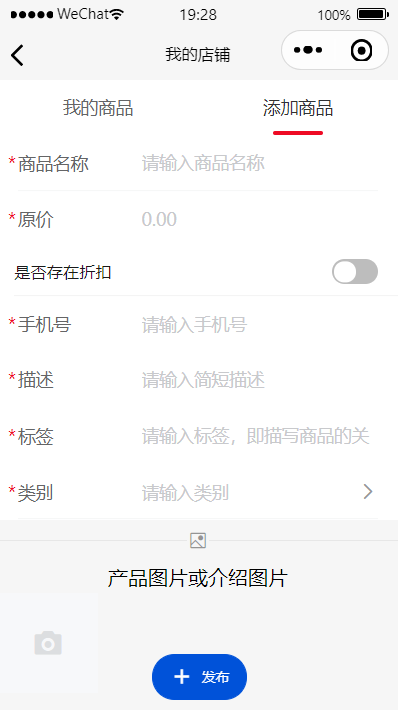 WeChat 19:28 100%
我的店铺
我的商品 添加商品
*商品名称 请输入商品名称
*原价 0.00
是否存在折扣
*手机号 请输入手机号
*描述 请输入简短描述
*标签 请输入标签，即描写商品的关
*类别 请输入类别
产品图片或介绍图片
+ 发布